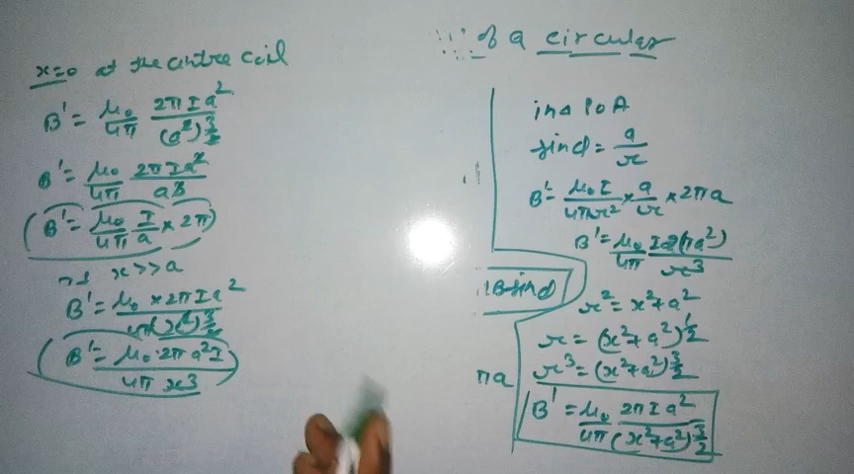 x=0 at the centre coil
B' = μ₀/4π 2πIa²/(a²)^3/2
B' = μ₀/4π 2πIa²/a³
B' = μ₀/4π I/a × 2π
x>>a
B' = μ₀ × 2πIa²/4π(x²)^3/2
B' = μ₀ · 2πa²I/4π x³
of a circular
in Δ POA
sin α = a/r
B' = μ₀I/4πr² × a/r × 2πa
B' = μ₀/4π I2(πa²)/r³
B sin α
r² = x²+a²
r = (x²+a²)^1/2
r³ = (x²+a²)^3/2
πa
B' = μ₀/4π 2πIa²/(x²+a²)^3/2